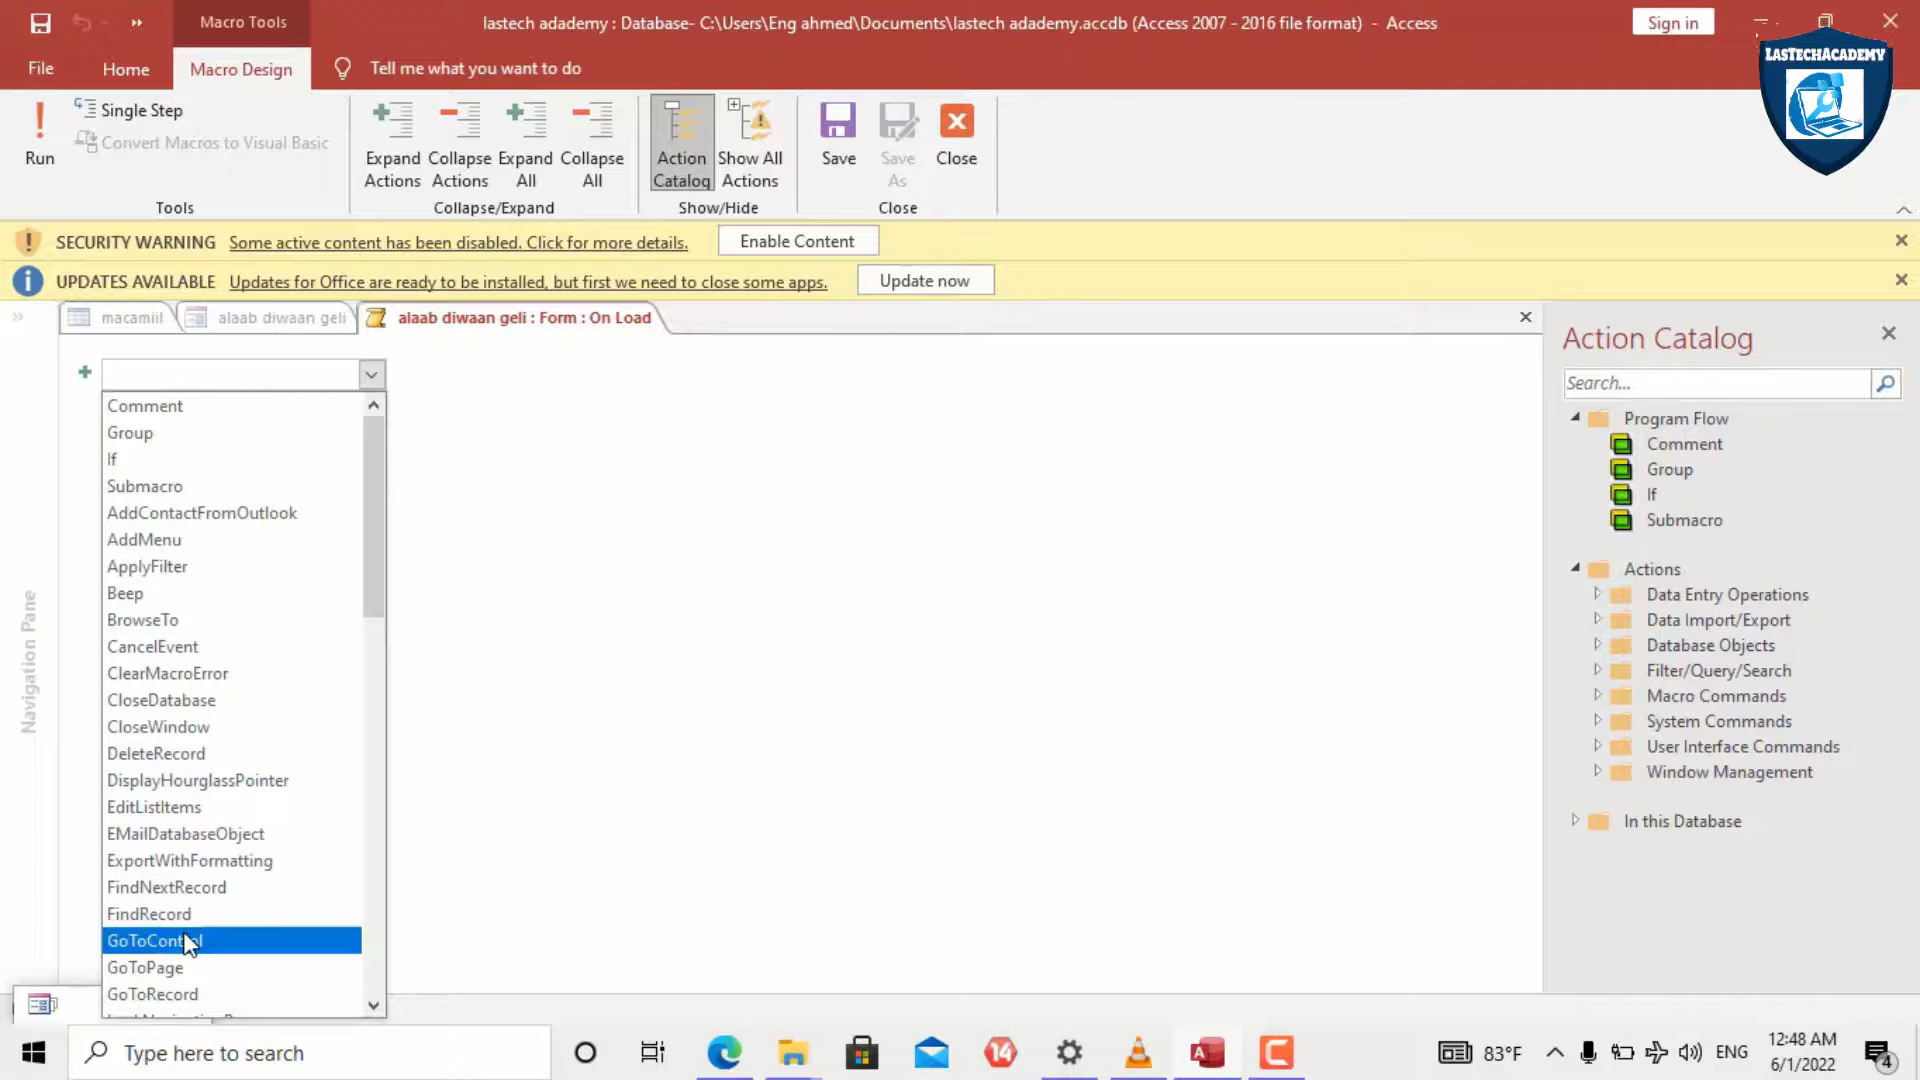 Macro Tools
lastech adademy : Database- C:\Users\Eng ahmed\Documents\lastech adademy.accdb (Access 2007 - 2016 file format) - Access
Sign in
File
Home
Macro Design
Tell me what you want to do
LASTECHACADEMY
Run
Single Step
Convert Macros to Visual Basic
Tools
Expand Actions
Collapse Actions
Expand All
Collapse All
Collapse/Expand
Action Catalog
Show All Actions
Show/Hide
Save
Save As
Close
Close
SECURITY WARNING Some active content has been disabled. Click for more details. Enable Content
UPDATES AVAILABLE Updates for Office are ready to be installed, but first we need to close some apps. Update now
macamiil
alaab diwaan geli
alaab diwaan geli : Form : On Load
Navigation Pane
Comment
Group
If
Submacro
AddContactFromOutlook
AddMenu
ApplyFilter
Beep
BrowseTo
CancelEvent
ClearMacroError
CloseDatabase
CloseWindow
DeleteRecord
DisplayHourglassPointer
EditListItems
EMailDatabaseObject
ExportWithFormatting
FindNextRecord
FindRecord
GoToControl
GoToPage
GoToRecord
Action Catalog
Search...
Program Flow
Comment
Group
If
Submacro
Actions
Data Entry Operations
Data Import/Export
Database Objects
Filter/Query/Search
Macro Commands
System Commands
User Interface Commands
Window Management
In this Database
Type here to search
14
83°F
ENG
12:48 AM
6/1/2022
4